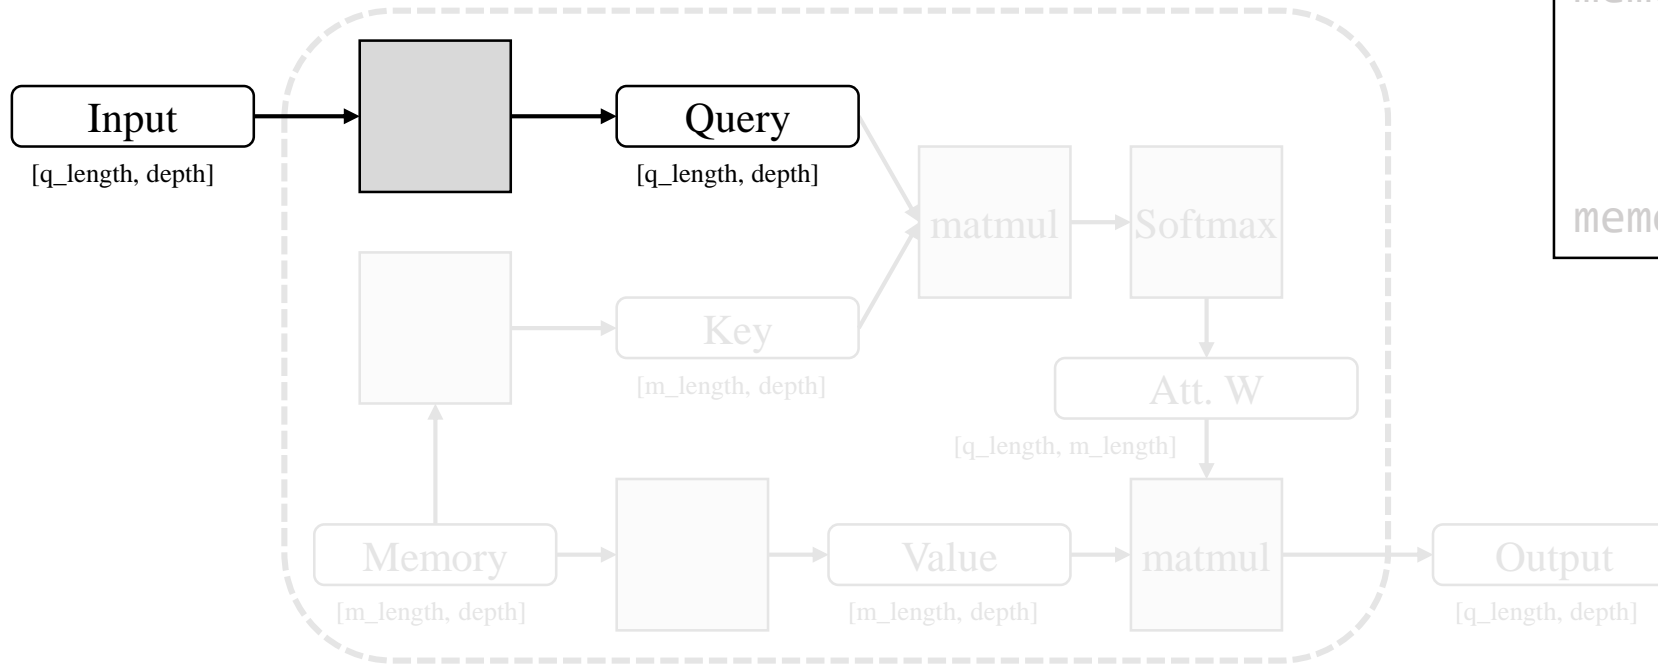 Input
[q_length, depth]
Query
[q_length, depth]
matmul
Softmax
Key
[m_length, depth]
Att. W
[q_length, m_length]
Memory
[m_length, depth]
Value
[m_length, depth]
matmul
Output
[q_length, depth]